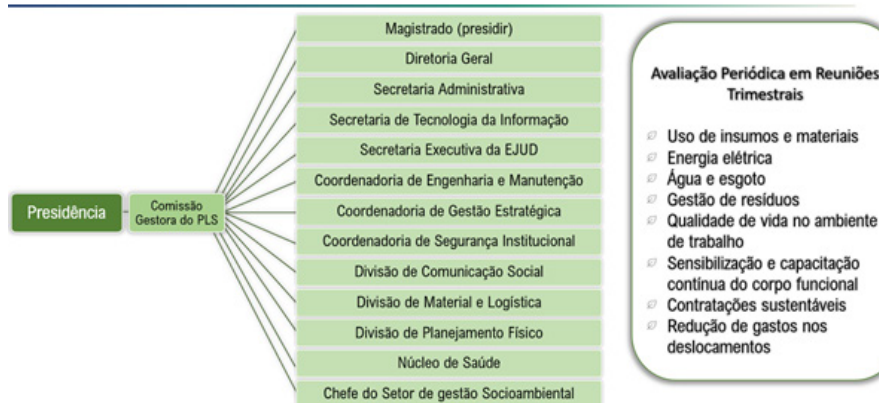 Presidência
Comissão
Gestora do PLS
Magistrado (presidir)
Diretoria Geral
Secretaria Administrativa
Secretaria de Tecnologia da Informação
Secretaria Executiva da EJUD
Coordenadoria de Engenharia e Manutenção
Coordenadoria de Gestão Estratégica
Coordenadoria de Segurança Institucional
Divisão de Comunicação Social
Divisão de Material e Logística
Divisão de Planejamento Físico
Núcleo de Saúde
Chefe do Setor de gestão Socioambiental
Avaliação Periódica em Reuniões
Trimestrais
Uso de insumos e materiais
Energia elétrica
Água e esgoto
Gestão de resíduos
Qualidade de vida no ambiente
de trabalho
Sensibilização e capacitação
contínua do corpo funcional
Contratações sustentáveis
Redução de gastos nos
deslocamentos